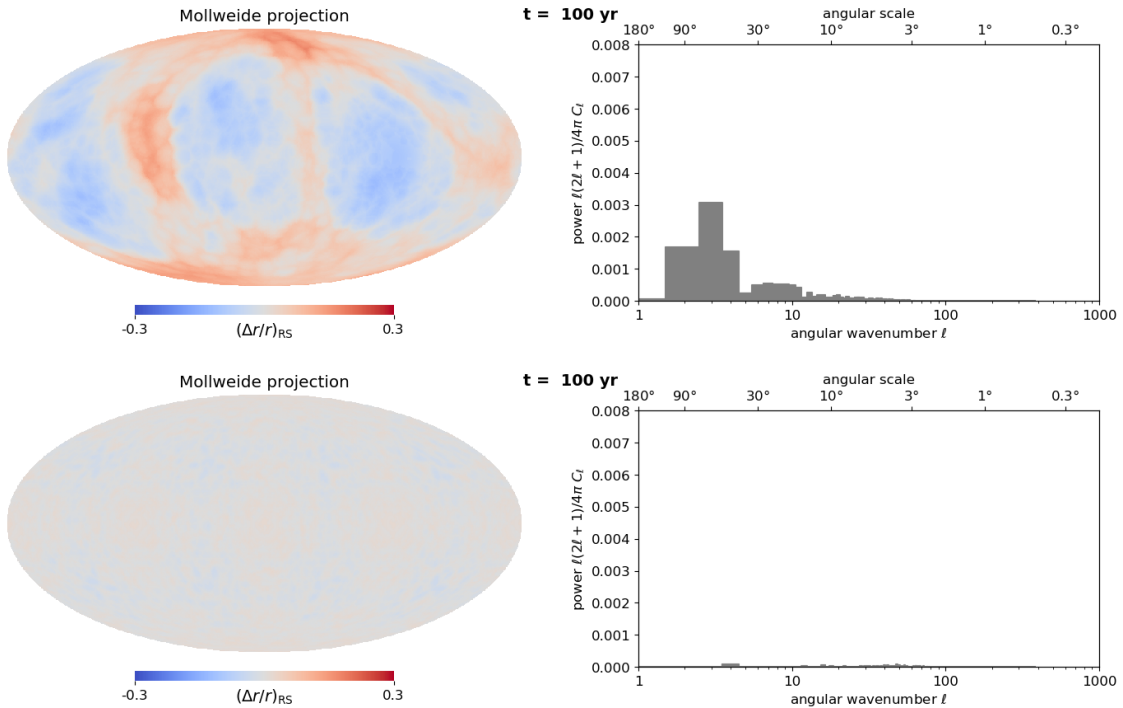 Mollweide projection
-0.3 0.3
(Δr/r)RS
t = 100 yr
angular scale
180° 90° 30° 10° 3° 1° 0.3°
0.008
0.007
0.006
0.005
0.004
0.003
0.002
0.001
0.000
power ℓ(2ℓ + 1)/4π Cℓ
1 10 100 1000
angular wavenumber ℓ
Mollweide projection
-0.3 0.3
(Δr/r)RS
t = 100 yr
angular scale
180° 90° 30° 10° 3° 1° 0.3°
0.008
0.007
0.006
0.005
0.004
0.003
0.002
0.001
0.000
power ℓ(2ℓ + 1)/4π Cℓ
1 10 100 1000
angular wavenumber ℓ